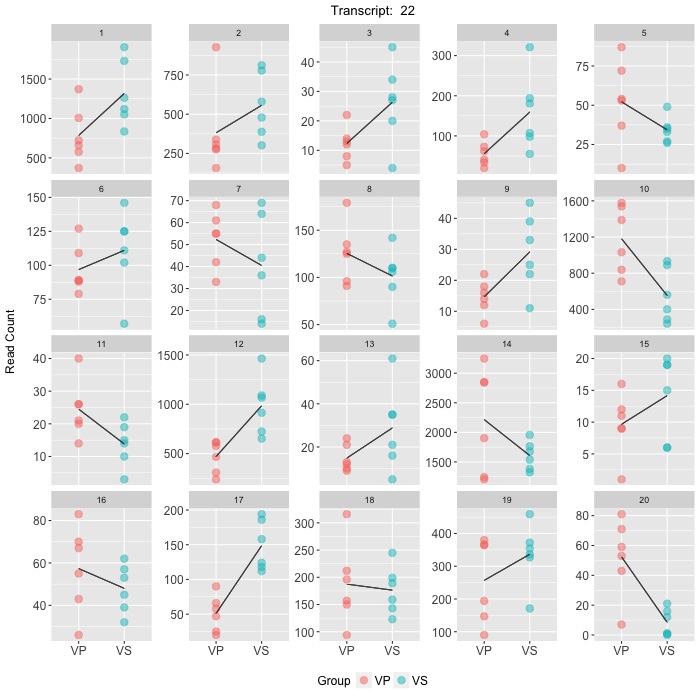 Transcript: 22
1 2 3 4 5
1500 1000 500
750 500 250
40 30 20 10
300 200 100
75 50 25
6 7 8 9 10
150 125 100 75
70 60 50 40 30 20
150 100 50
40 30 20 10
1600 1200 800 400
Read Count
11 12 13 14 15
40 30 20 10
1500 1000 500
60 40 20
3000 2500 2000 1500
20 15 10 5
16 17 18 19 20
80 60 40
200 150 100 50
300 250 200 150 100
400 300 200 100
80 60 40 20 0
VP VS VP VS VP VS VP VS VP VS
Group VP VS